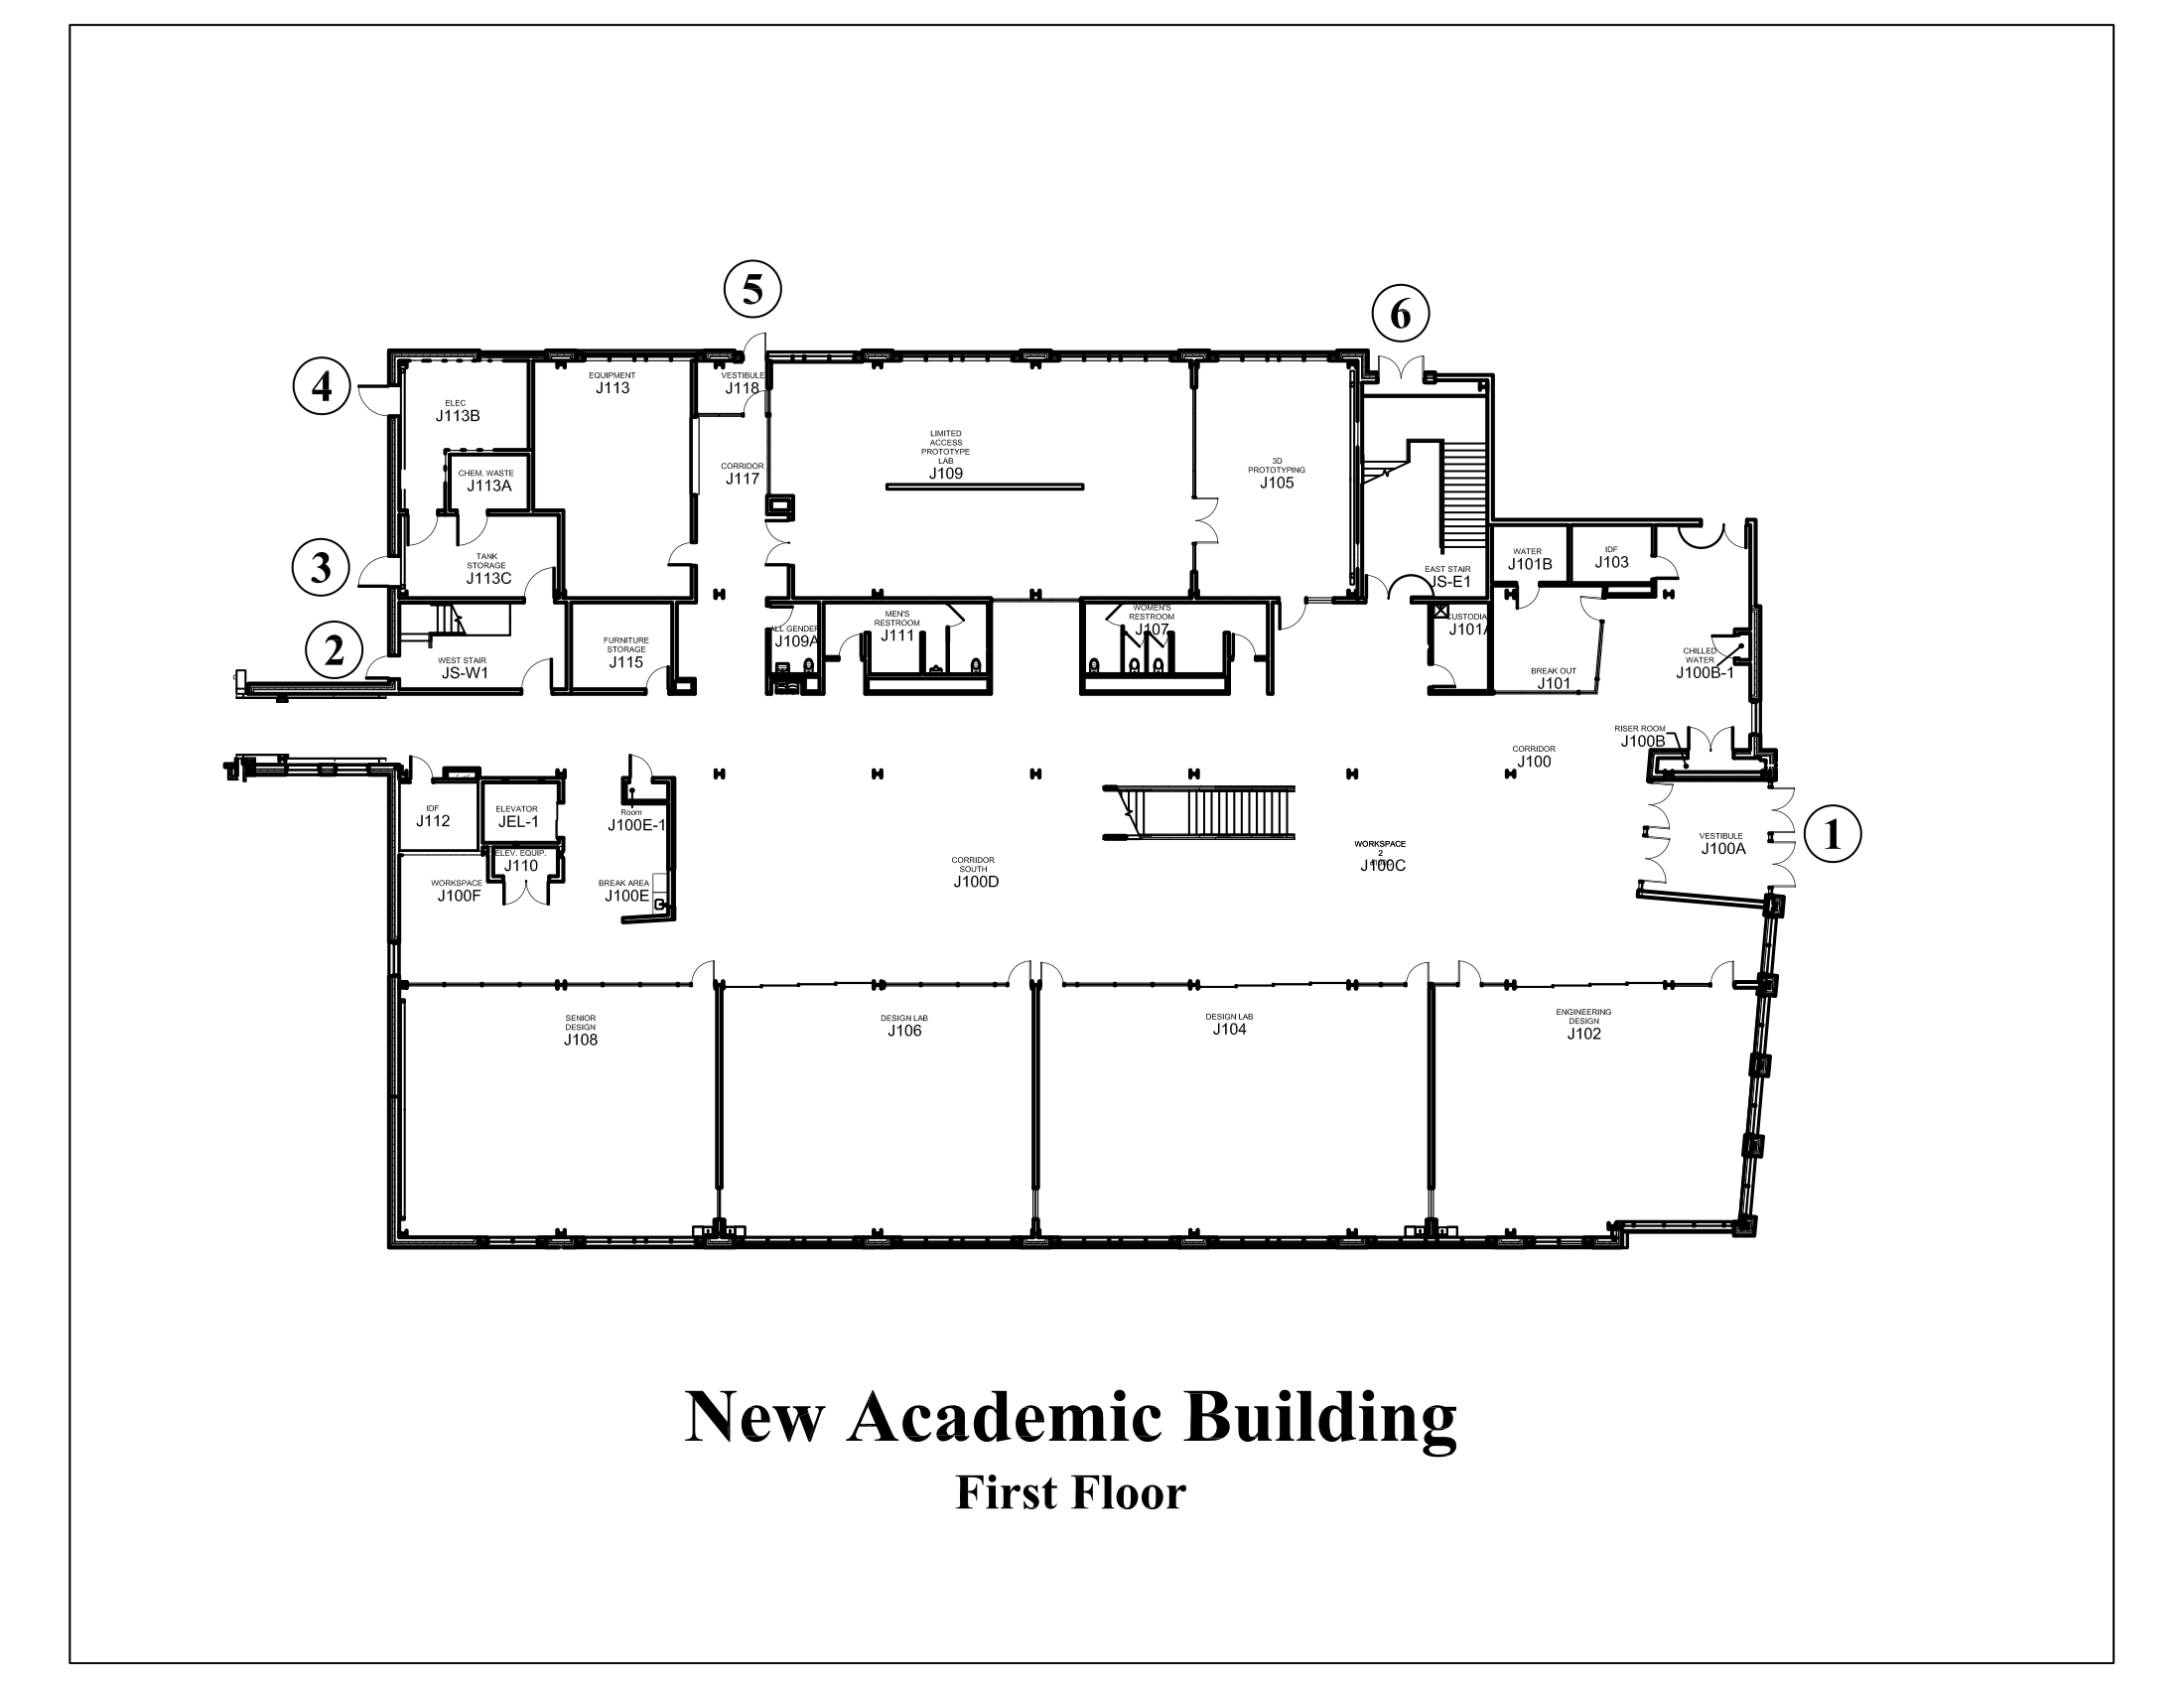 5
6
4
3
2
1
EQUIPMENT
J113
VESTIBULE
J118
ELEC
J113B
CHEM. WASTE
J113A
CORRIDOR
J117
LIMITED
ACCESS
PROTOTYPE
LAB
J109
3D
PROTOTYPING
J105
TANK
STORAGE
J113C
EAST STAIR
JS-E1
WATER
J101B
IDF
J103
WEST STAIR
JS-W1
FURNITURE
STORAGE
J115
ALL GENDER
J109A
MEN'S
RESTROOM
J111
WOMEN'S
RESTROOM
J107
CUSTODIA
J101A
BREAK OUT
J101
CHILLED
WATER
J100B-1
RISER ROOM
J100B
CORRIDOR
J100
IDF
J112
ELEVATOR
JEL-1
ELEV. EQUIP.
J110
Room
J100E-1
WORKSPACE
J100F
BREAK AREA
J100E
CORRIDOR
SOUTH
J100D
WORKSPACE
2
J100C
VESTIBULE
J100A
SENIOR
DESIGN
J108
DESIGN LAB
J106
DESIGN LAB
J104
ENGINEERING
DESIGN
J102
New Academic Building
First Floor